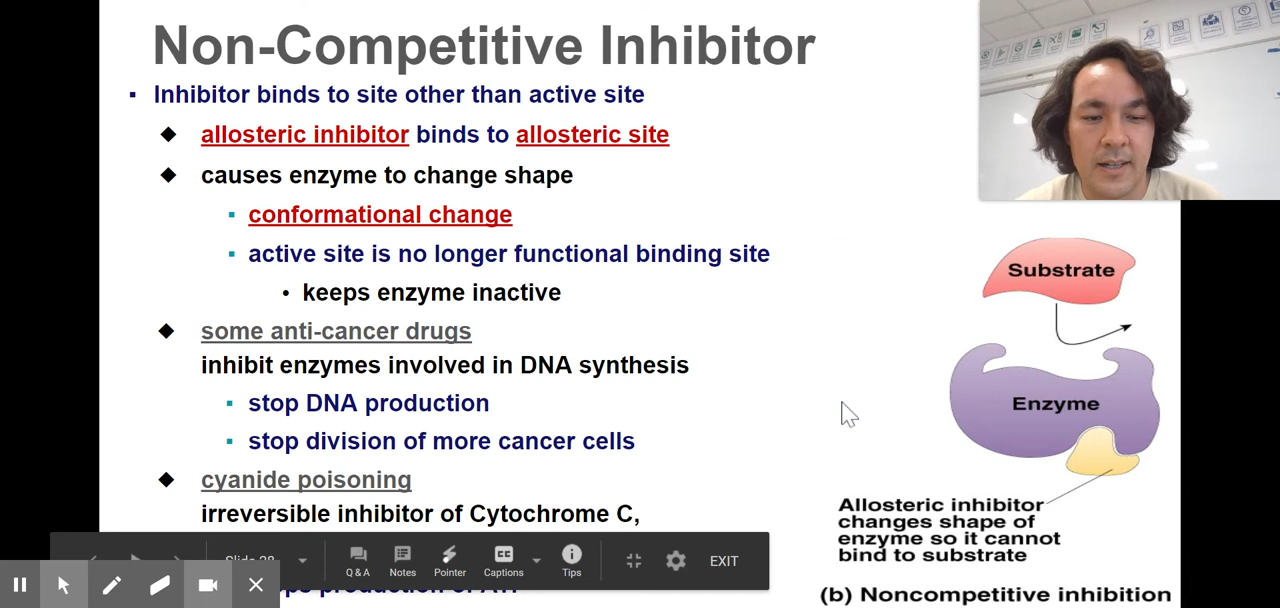 Non-Competitive Inhibitor
▪ Inhibitor binds to site other than active site
◆ allosteric inhibitor binds to allosteric site
◆ causes enzyme to change shape
▪ conformational change
▪ active site is no longer functional binding site
• keeps enzyme inactive
◆ some anti-cancer drugs
inhibit enzymes involved in DNA synthesis
▪ stop DNA production
▪ stop division of more cancer cells
◆ cyanide poisoning
irreversible inhibitor of Cytochrome C,
production of
Substrate
Enzyme
Allosteric inhibitor
changes shape of
enzyme so it cannot
bind to substrate
(b) Noncompetitive inhibition
Slide 28
Q & A
Notes
Pointer
Captions
Tips
EXIT